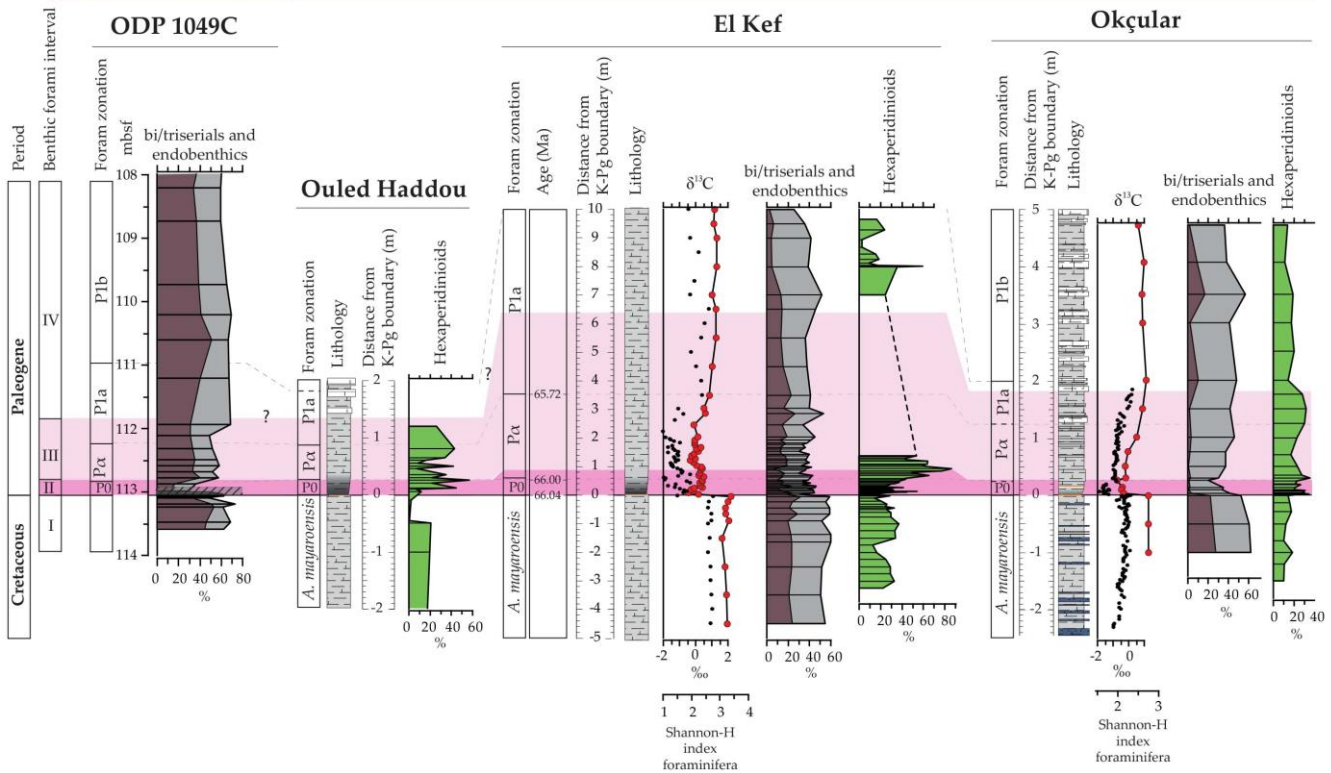 ODP 1049C
El Kef
Okçular
Period
Benthic forami interval
Foram zonation
mbsf
bi/triserials and
endobenthics
Paleogene
Cretaceous
IV
III
II
I
P1b
P1a
Pα
P0
108
109
110
111
112
113
114
0 20 40 60 80
%
?
Ouled Haddou
Foram zonation
Lithology
Distance from
K-Pg boundary (m)
Hexaperidinioids
P1a
Pα
P0
A. mayaroensis
2
1
0
-1
-2
0 20 40 60
%
?
Foram zonation
Age (Ma)
Distance from
K-Pg boundary (m)
Lithology
δ¹³C
bi/triserials and
endobenthics
Hexaperidinioids
P1a
Pα
P0
A. mayaroensis
65.72
66.00
66.04
10
9
8
7
6
5
4
3
2
1
0
-1
-2
-3
-4
-5
-2 0 2
‰
0 20 40 60
%
0 20 40 60 80
%
1 2 3 4
Shannon-H
index
foraminifera
Foram zonation
Distance from
K-Pg boundary (m)
Lithology
δ¹³C
bi/triserials and
endobenthics
Hexaperidinioids
P1b
P1a
Pα
P0
A. mayaroensis
5
4
3
2
1
0
-1
-2
-2 0
‰
0 20 40 60
%
0 20 40
%
2 3
Shannon-H
index
foraminifera